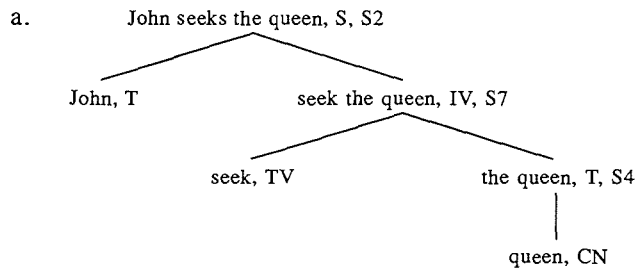 a. John seeks the queen, S, S2
John, T seek the queen, IV, S7
seek, TV the queen, T, S4
queen, CN